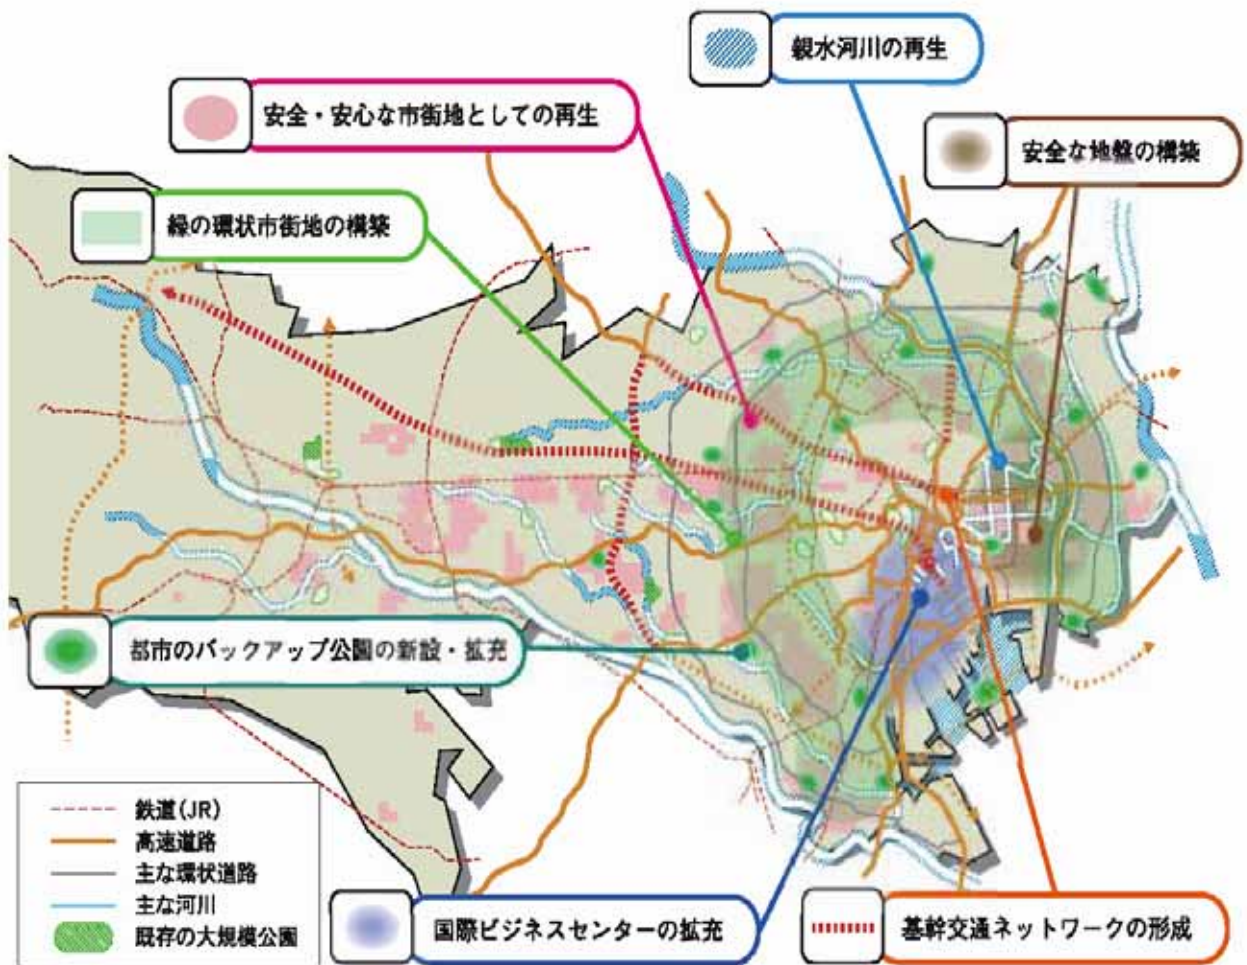 親水河川の再生
安全・安心な市街地としての再生
安全な地盤の構築
緑の環状市街地の構築
都市のバックアップ公園の新設・拡充
鉄道(JR)
高速道路
主な環状道路
主な河川
既存の大規模公園
国際ビジネスセンターの拡充
基幹交通ネットワークの形成